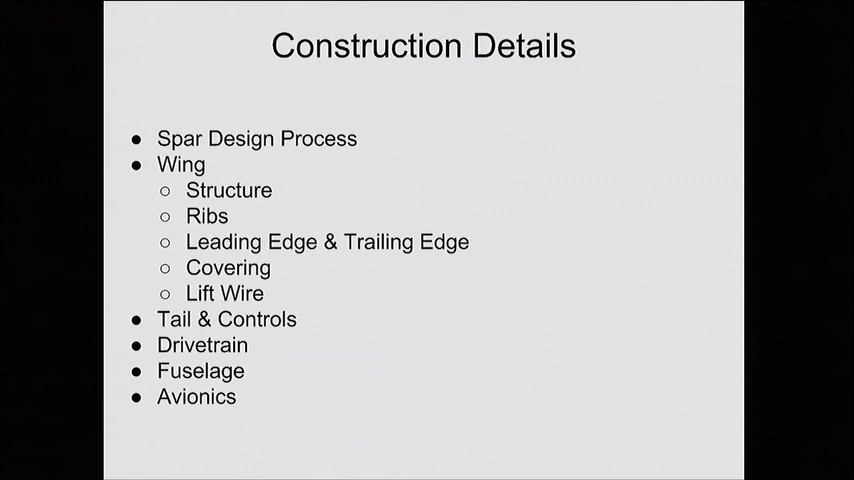 Construction Details
● Spar Design Process
● Wing
○ Structure
○ Ribs
○ Leading Edge & Trailing Edge
○ Covering
○ Lift Wire
● Tail & Controls
● Drivetrain
● Fuselage
● Avionics